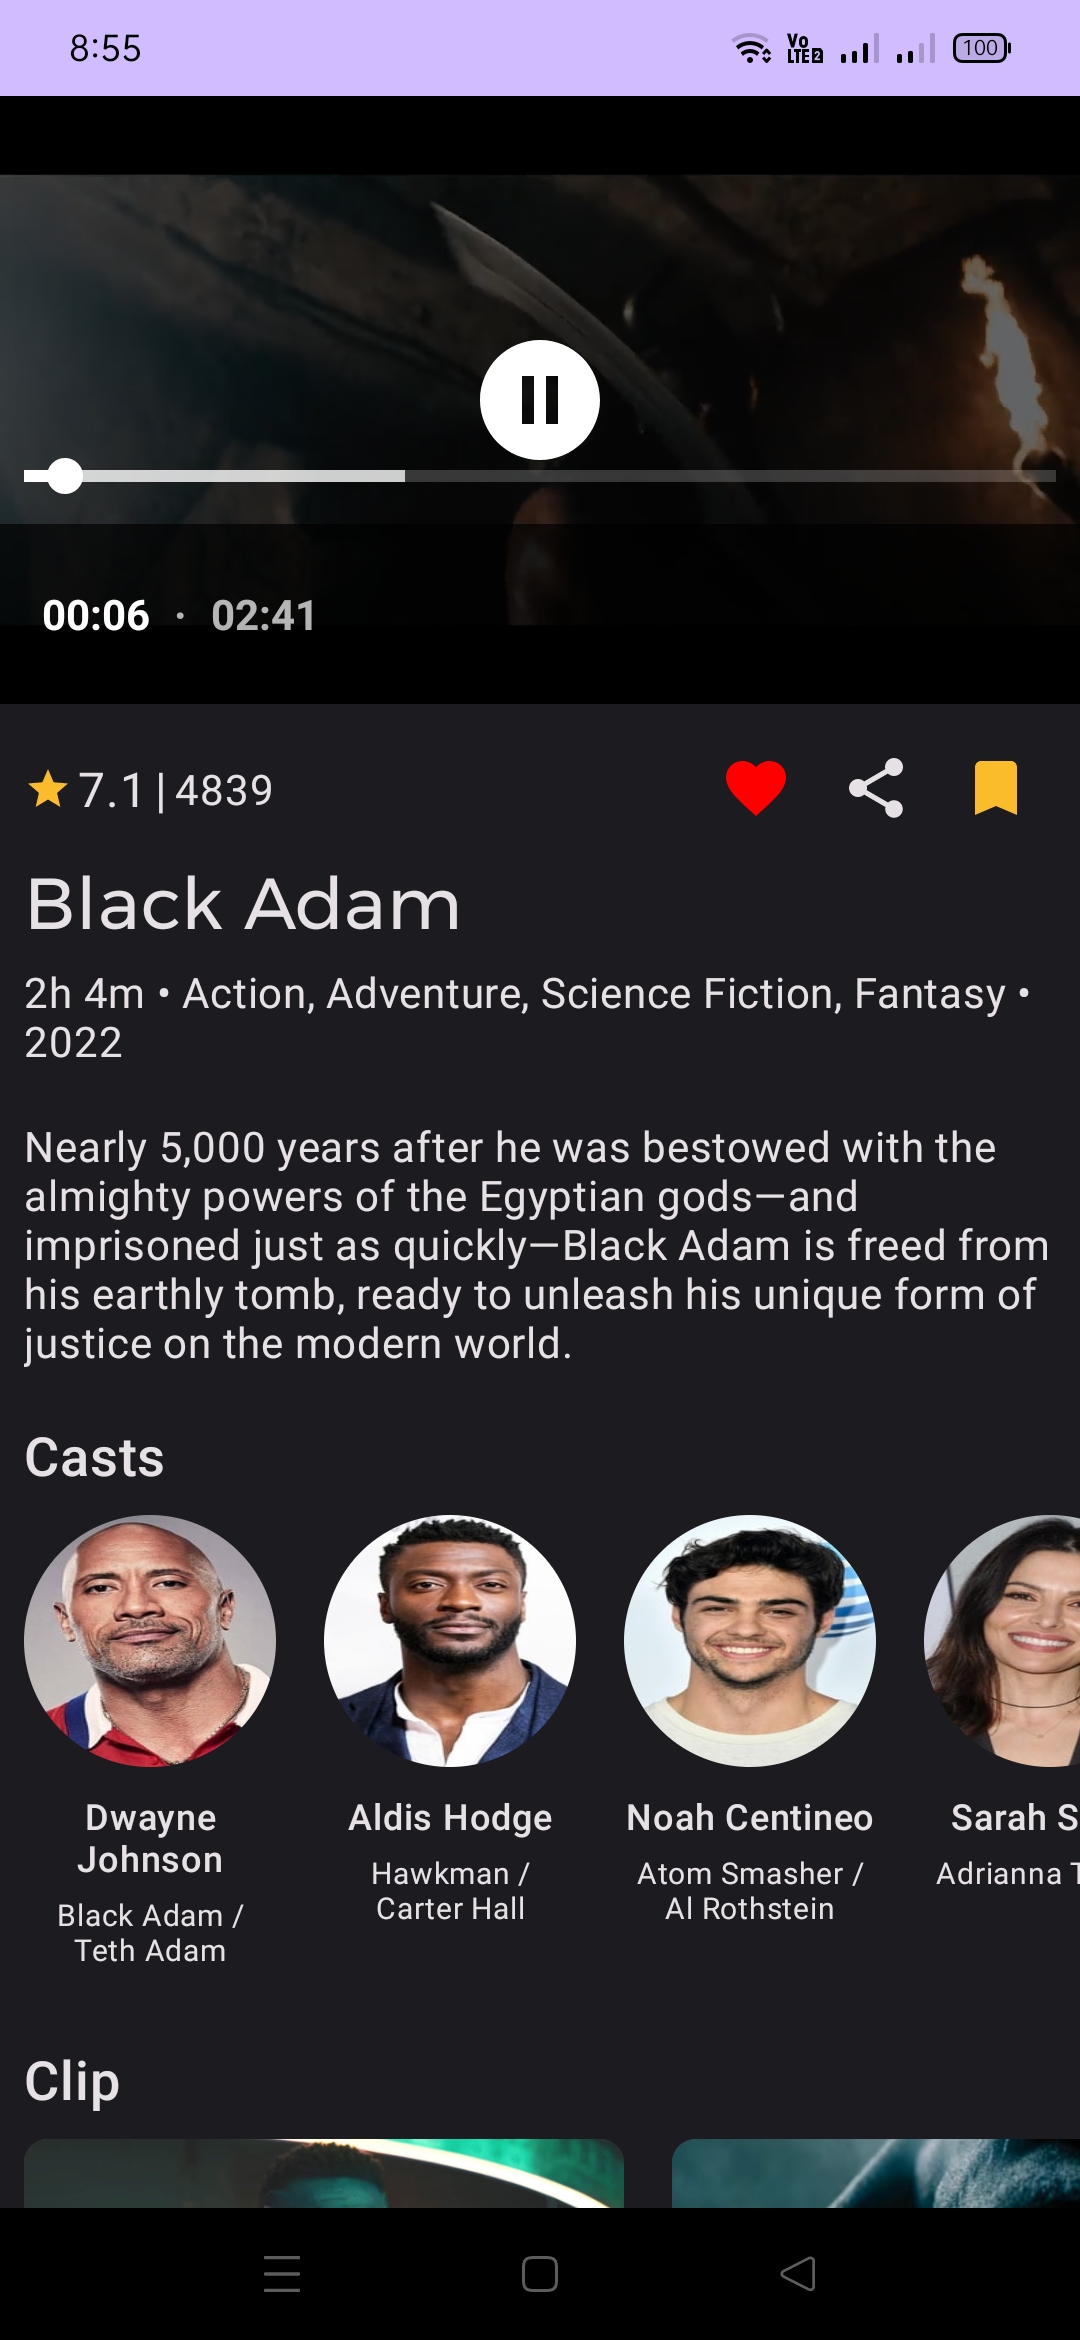 8:55
Vo
LTE 2
100
00:06 · 02:41
7.1 | 4839
Black Adam
2h 4m • Action, Adventure, Science Fiction, Fantasy •
2022
Nearly 5,000 years after he was bestowed with the
almighty powers of the Egyptian gods—and
imprisoned just as quickly—Black Adam is freed from
his earthly tomb, ready to unleash his unique form of
justice on the modern world.
Casts
Dwayne
Johnson
Black Adam /
Teth Adam
Aldis Hodge
Hawkman /
Carter Hall
Noah Centineo
Atom Smasher /
Al Rothstein
Sarah S
Adrianna T
Clip